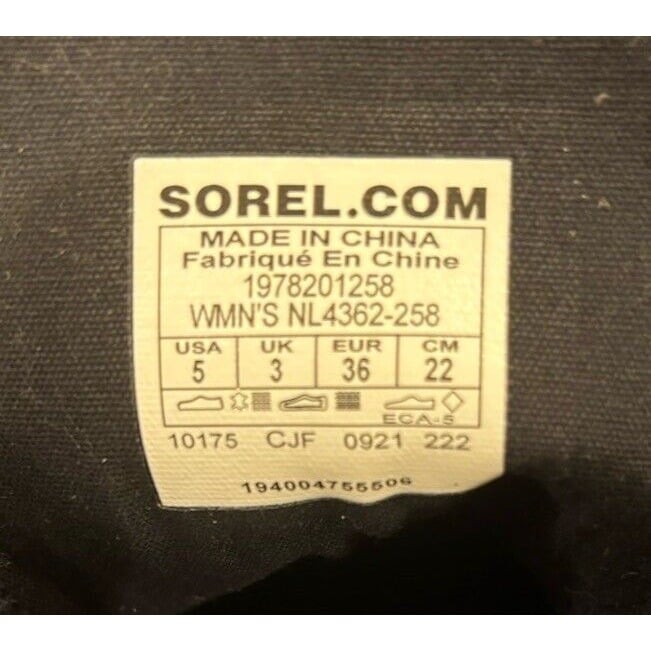 SOREL.COM
MADE IN CHINA
Fabriqué En Chine
1978201258
WMN'S NL4362-258
USA UK EUR CM
5 3 36 22
ECA-5
10175 CJF 0921 222
194004755506